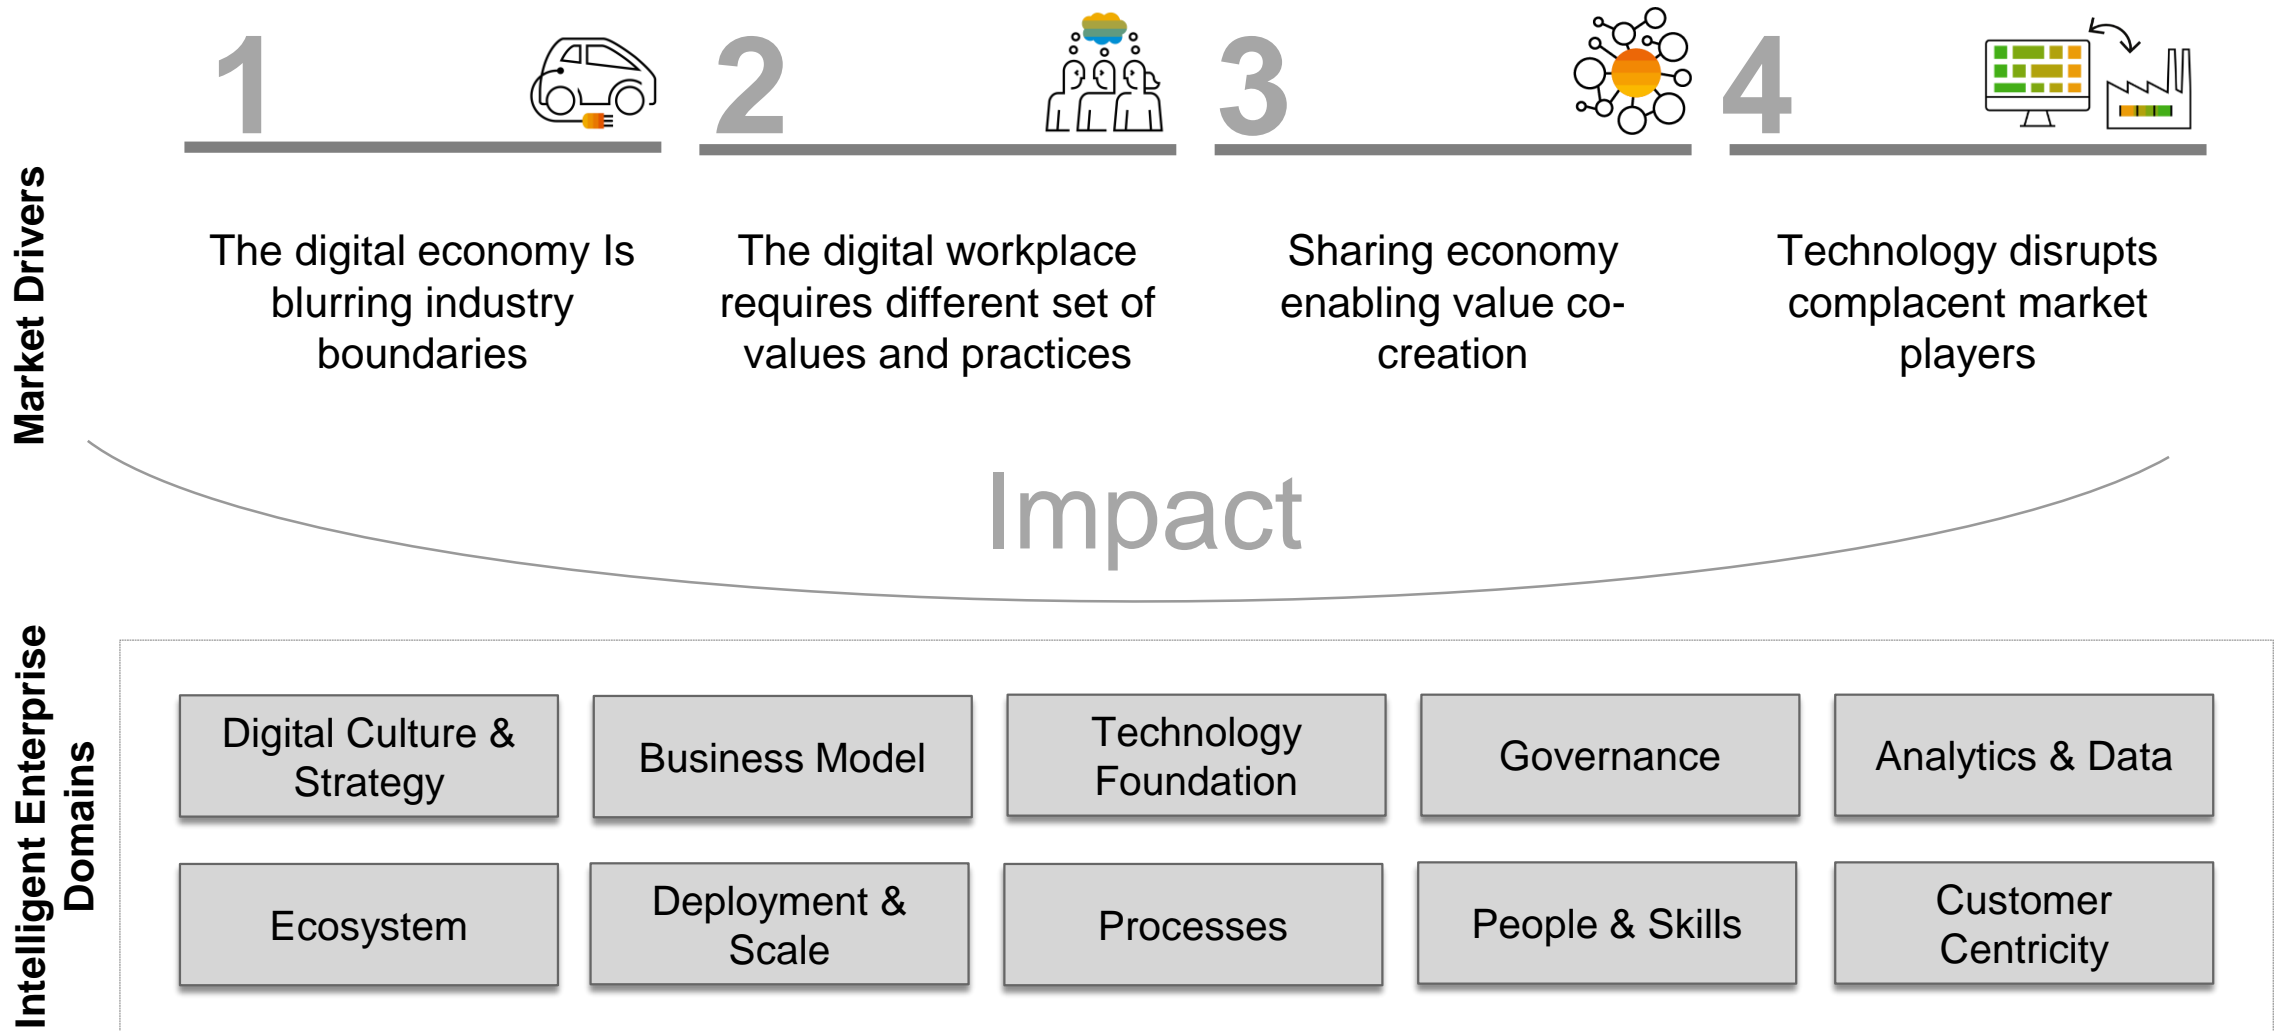 1
2
3
4
Market Drivers
The digital economy Is
blurring industry
boundaries
The digital workplace
requires different set of
values and practices
Sharing economy
enabling value co-
creation
Technology disrupts
complacent market
players
Impact
Intelligent Enterprise
Domains
Digital Culture &
Strategy
Business Model
Technology
Foundation
Governance
Analytics & Data
Ecosystem
Deployment &
Scale
Processes
People & Skills
Customer
Centricity